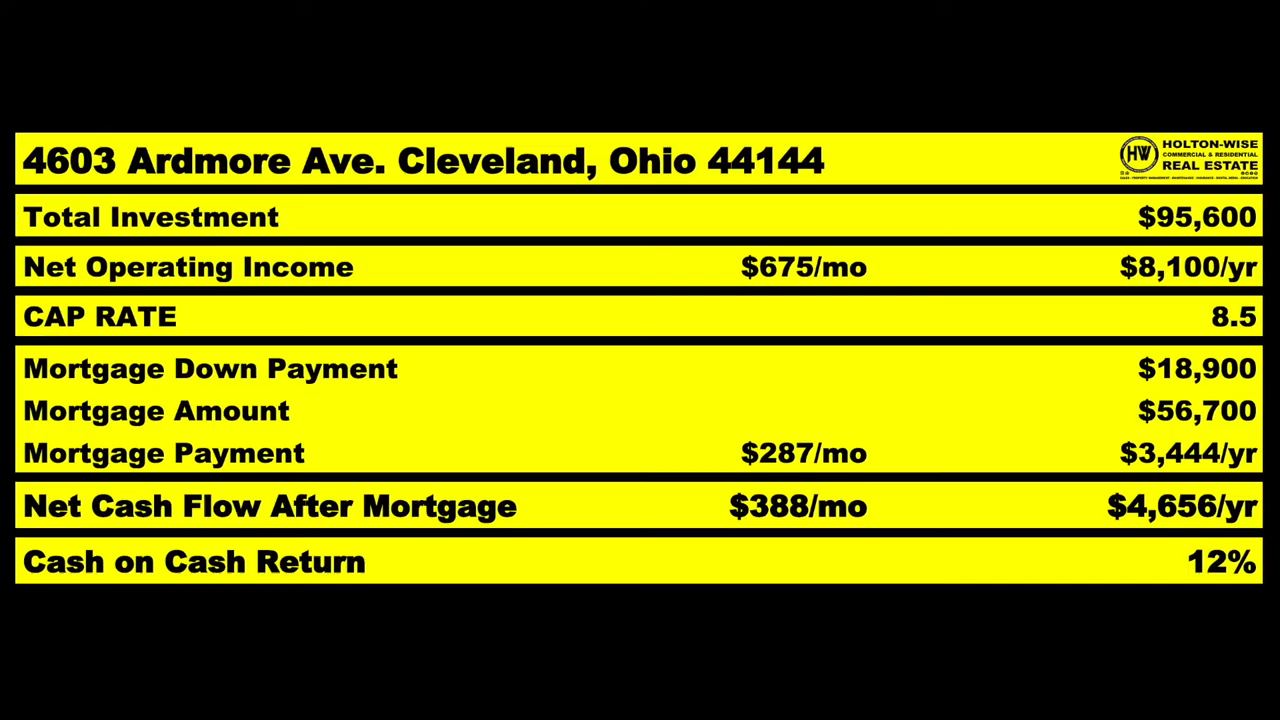 4603 Ardmore Ave. Cleveland, Ohio 44144
HW
HOLTON-WISE
COMMERCIAL & RESIDENTIAL
REAL ESTATE
Total Investment $95,600
Net Operating Income $675/mo $8,100/yr
CAP RATE 8.5
Mortgage Down Payment $18,900
Mortgage Amount $56,700
Mortgage Payment $287/mo $3,444/yr
Net Cash Flow After Mortgage $388/mo $4,656/yr
Cash on Cash Return 12%